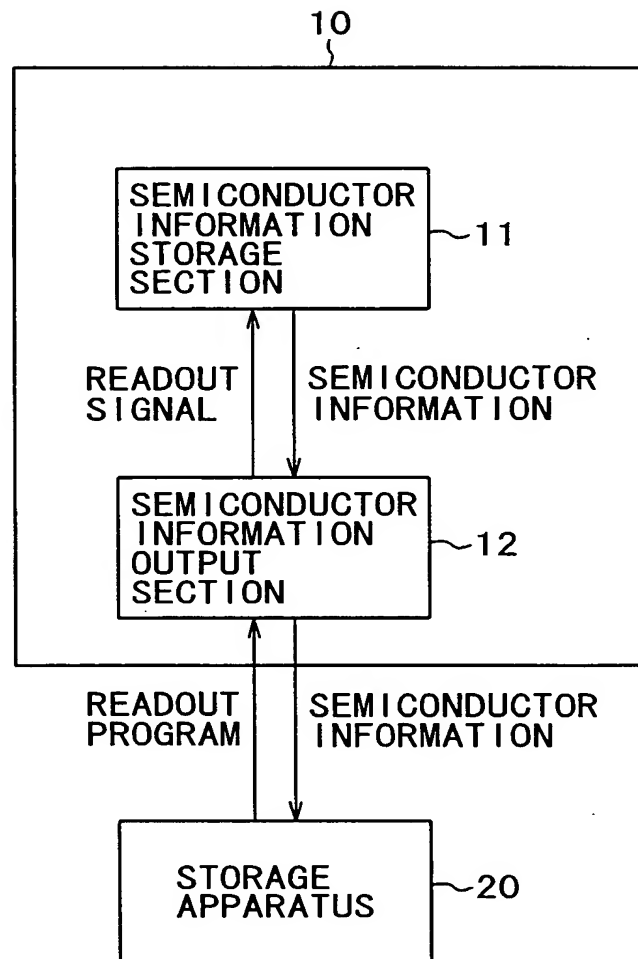 10
SEMICONDUCTOR
INFORMATION
STORAGE
SECTION
11
READOUT
SIGNAL
SEMICONDUCTOR
INFORMATION
SEMICONDUCTOR
INFORMATION
OUTPUT
SECTION
12
READOUT
PROGRAM
SEMICONDUCTOR
INFORMATION
STORAGE
APPARATUS
20